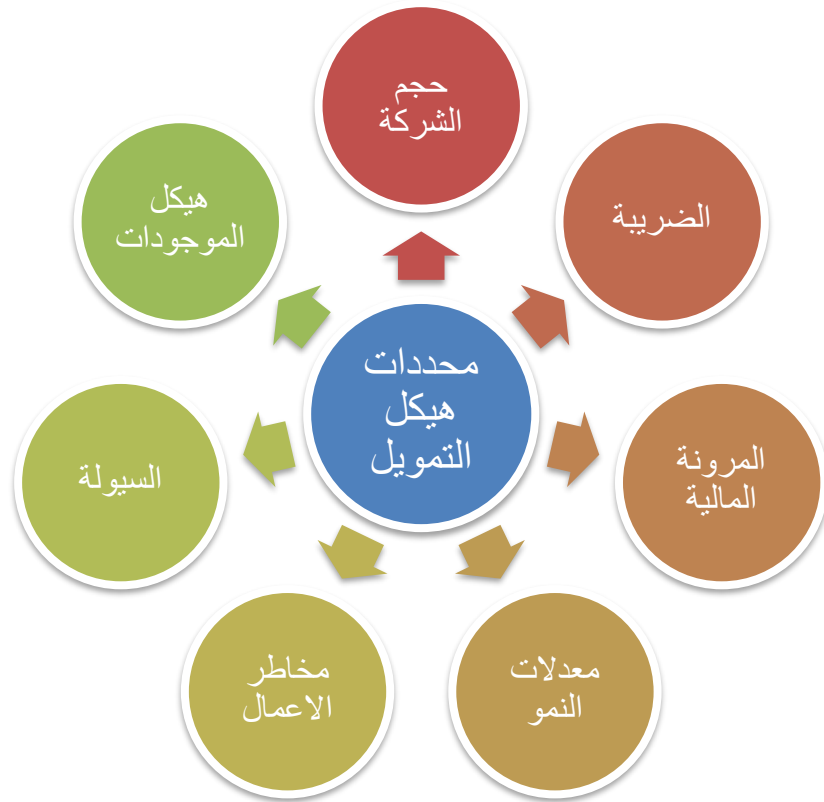 حجم
الشركة
الضريبة
المرونة
المالية
معدلات
النمو
مخاطر
الاعمال
السيولة
هيكل
الموجودات
محددات
هيكل
التمويل